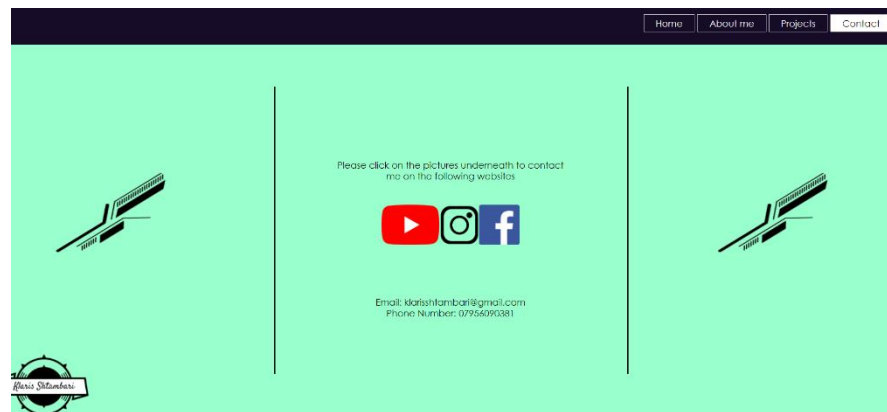 Home
About me
Projects
Contact
Please click on the pictures underneath to contact
me on the following websites
Email: klarisshtambari@gmail.com
Phone Number: 07956090381
Klaris Shtambari